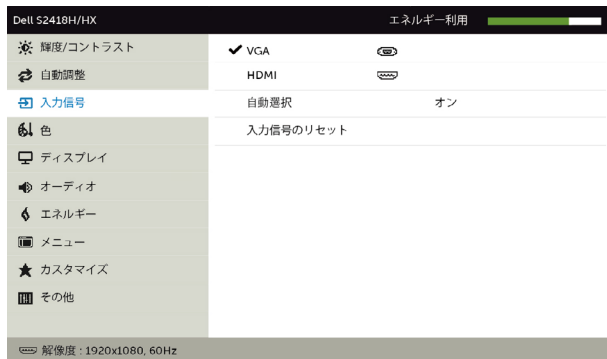 Dell S2418H/HX
エネルギー利用
輝度/コントラスト
VGA
自動調整
HDMI
入力信号
自動選択
オン
色
入力信号のリセット
ディスプレイ
オーディオ
エネルギー
メニュー
カスタマイズ
その他
解像度 : 1920x1080, 60Hz